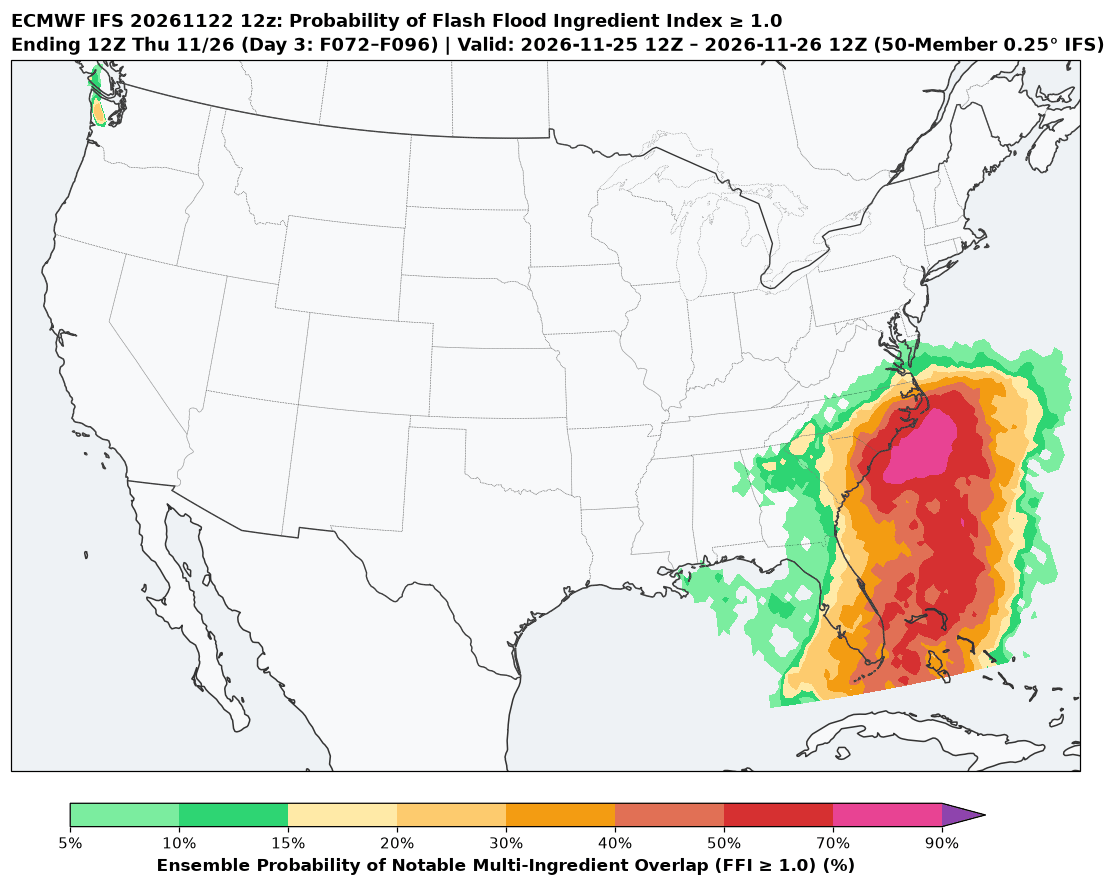 ECMWF IFS 20261122 12z: Probability of Flash Flood Ingredient Index ≥ 1.0
Ending 12Z Thu 11/26 (Day 3: F072–F096) | Valid: 2026-11-25 12Z – 2026-11-26 12Z (50-Member 0.25° IFS)
5% 10% 15% 20% 30% 40% 50% 70% 90%
Ensemble Probability of Notable Multi-Ingredient Overlap (FFI ≥ 1.0) (%)